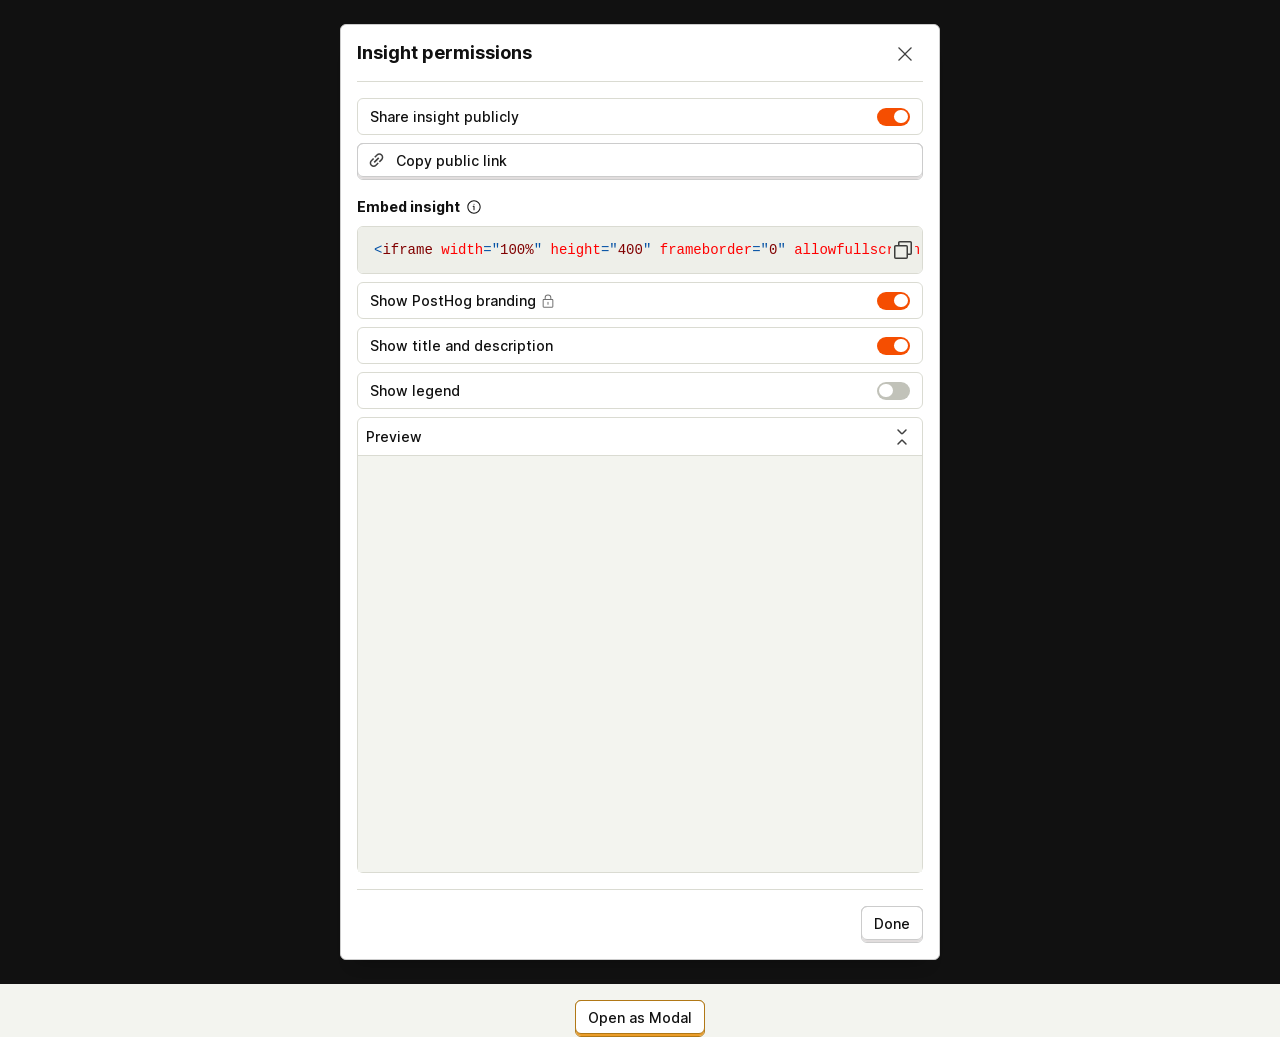 Insight permissions
Share insight publicly
Copy public link
Embed insight
<iframe width="100%" height="400" frameborder="0" allowfullscr
Show PostHog branding
Show title and description
Show legend
Preview
Done
Open as Modal